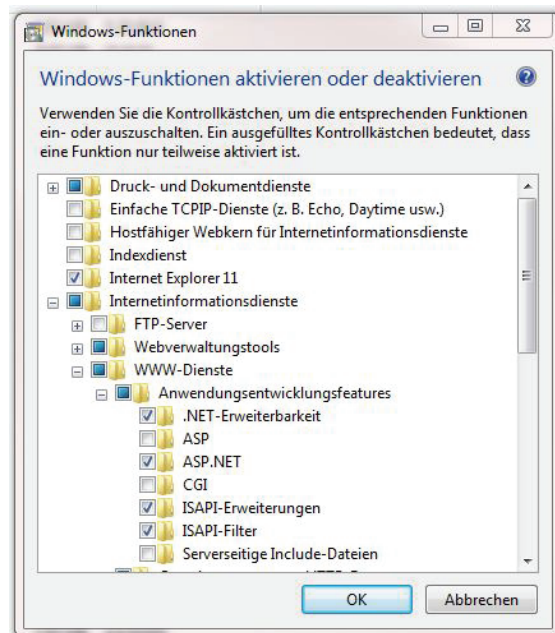 Windows-Funktionen
Windows-Funktionen aktivieren oder deaktivieren
Verwenden Sie die Kontrollkästchen, um die entsprechenden Funktionen
ein- oder auszuschalten. Ein ausgefülltes Kontrollkästchen bedeutet, dass
eine Funktion nur teilweise aktiviert ist.
Druck- und Dokumentdienste
Einfache TCPIP-Dienste (z. B. Echo, Daytime usw.)
Hostfähiger Webkern für Internetinformationsdienste
Indexdienst
Internet Explorer 11
Internetinformationsdienste
FTP-Server
Webverwaltungstools
WWW-Dienste
Anwendungsentwicklungsfeatures
.NET-Erweiterbarkeit
ASP
ASP.NET
CGI
ISAPI-Erweiterungen
ISAPI-Filter
Serverseitige Include-Dateien
OK Abbrechen